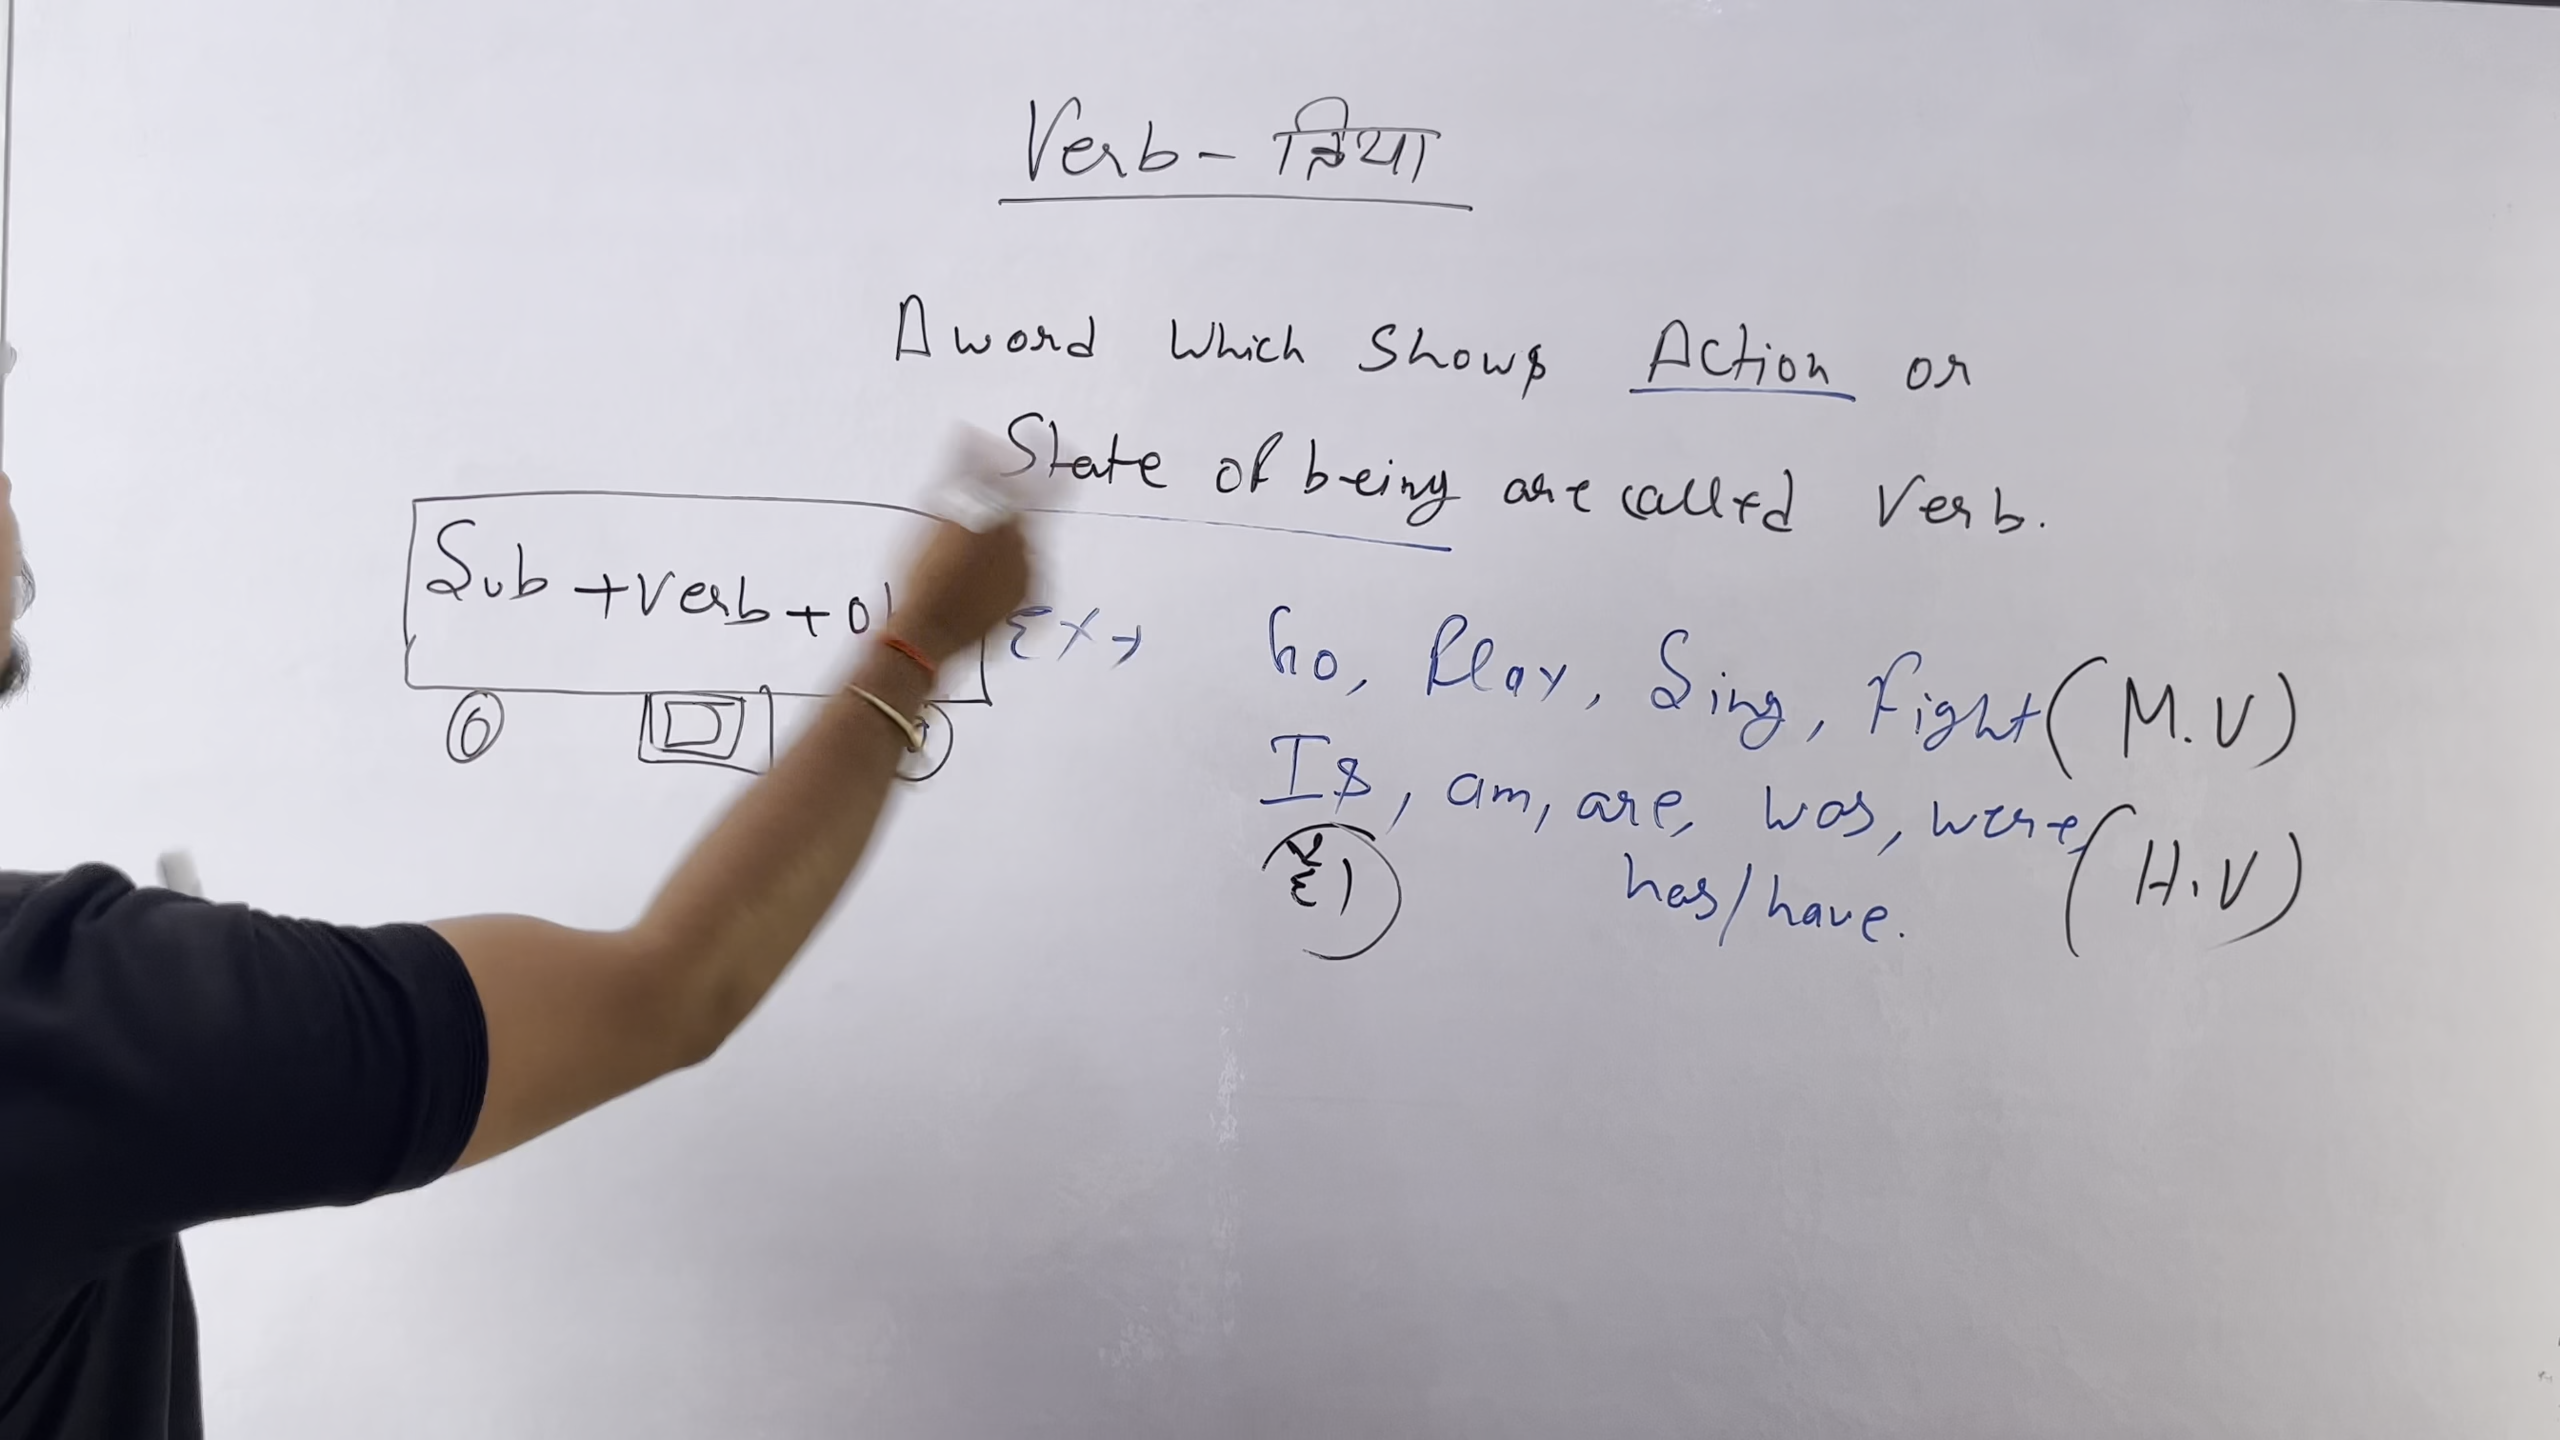 Verb - क्रिया
A word which shows Action or
State of being are called Verb.
Sub + Verb + Ob
Ex → Go, Play, Sing, Fight (M.V)
Is, am, are, was, were,
has/have. (H.V)